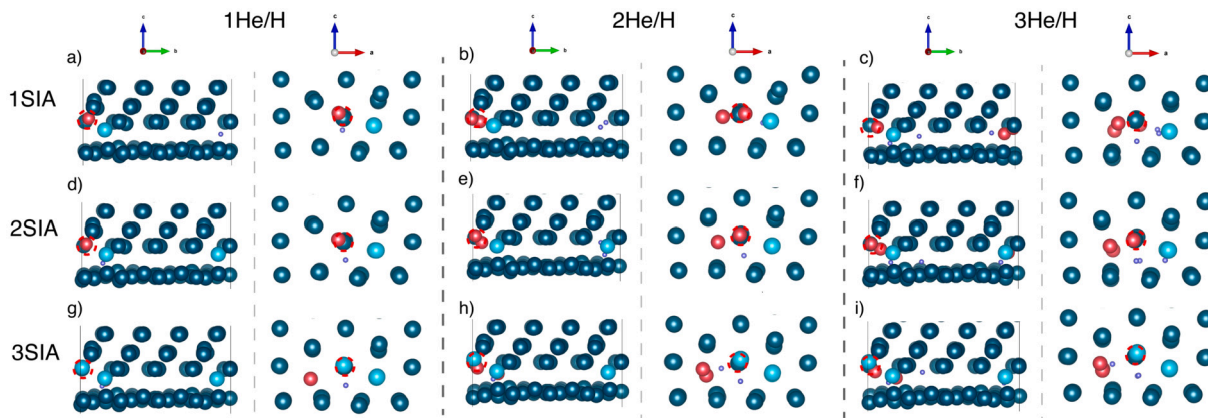 1He/H 2He/H 3He/H
c b c a c b c a c b c a
a) b) c)
1SIA
d) e) f)
2SIA
g) h) i)
3SIA